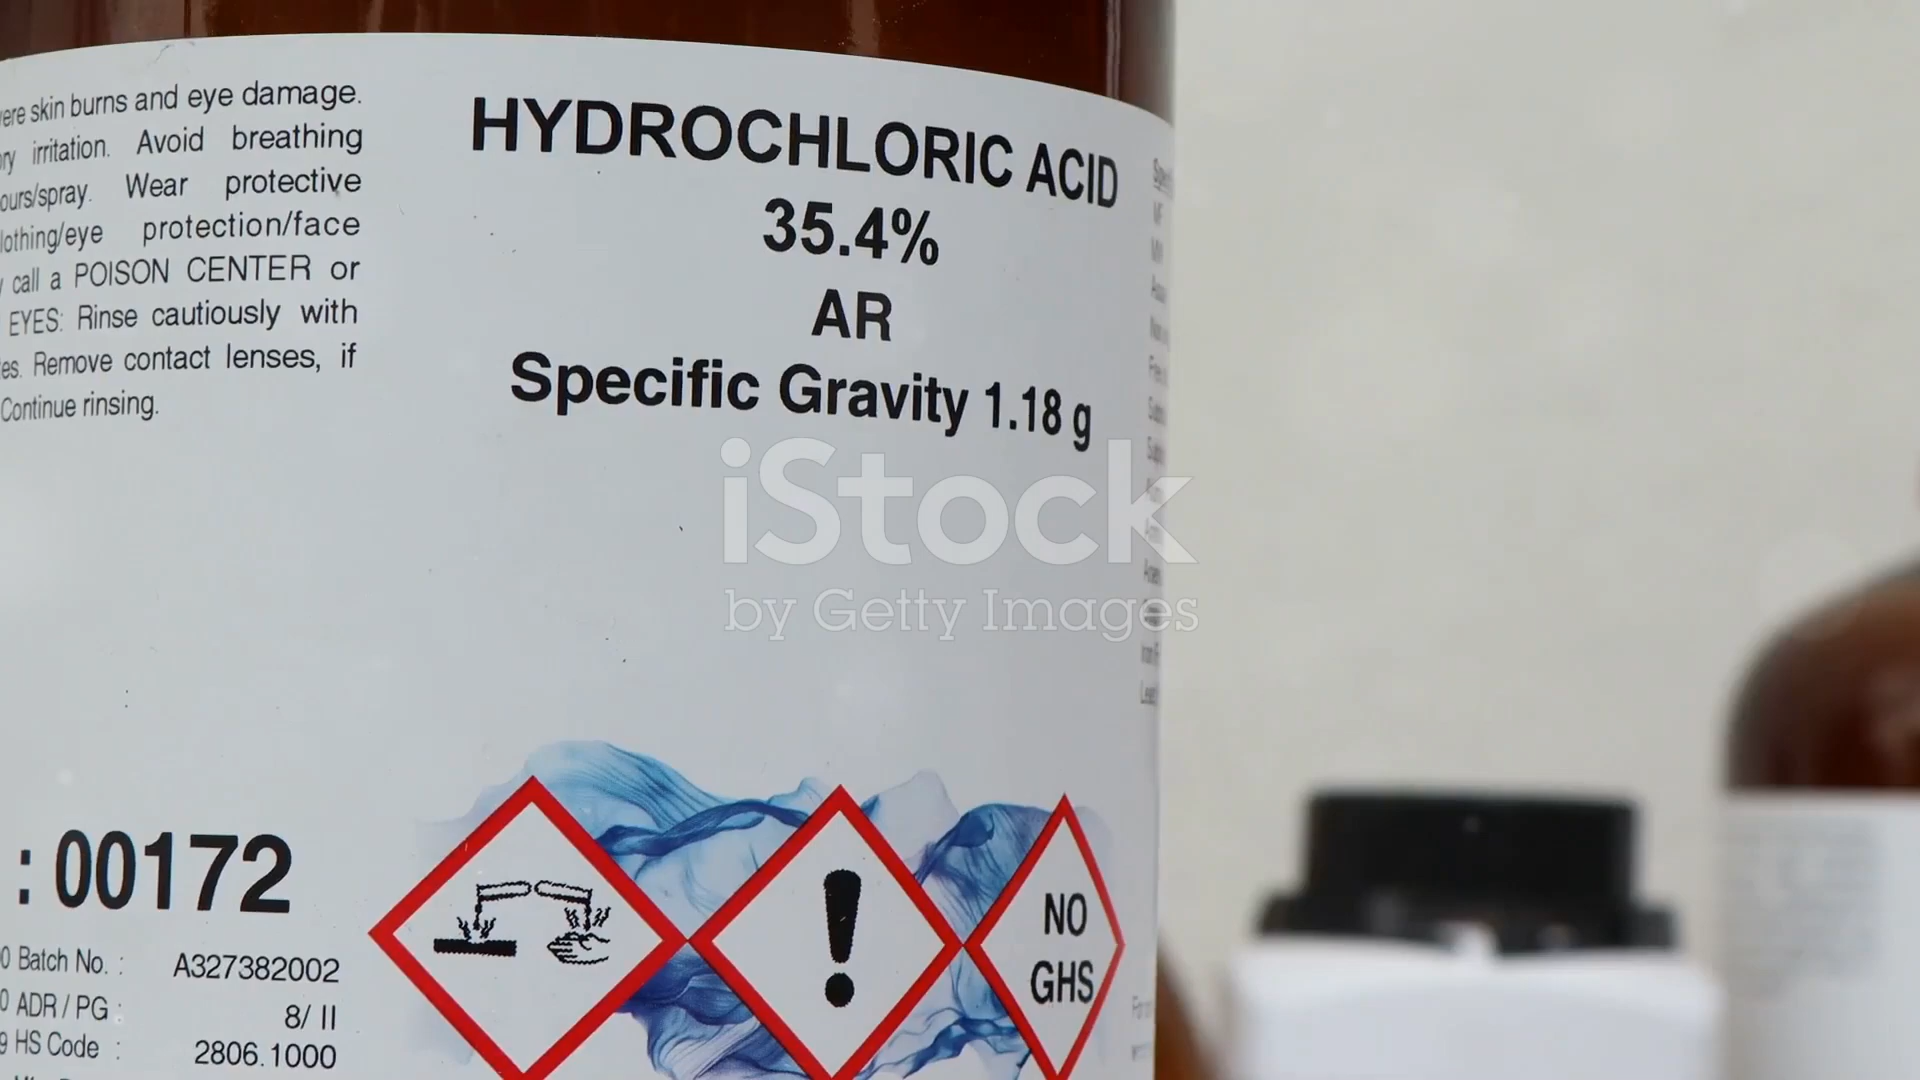 skin burns and eye damage.
irritation. Avoid breathing
ours/spray. Wear protective
lothing/eye protection/face
call a POISON CENTER or
EYES: Rinse cautiously with
es. Remove contact lenses, if
Continue rinsing.
HYDROCHLORIC ACID
35.4%
AR
Specific Gravity 1.18 g
iStock
by Getty Images
: 00172
0 Batch No. : A327382002
0 ADR / PG : 8/ II
9 HS Code : 2806.1000
NO
GHS